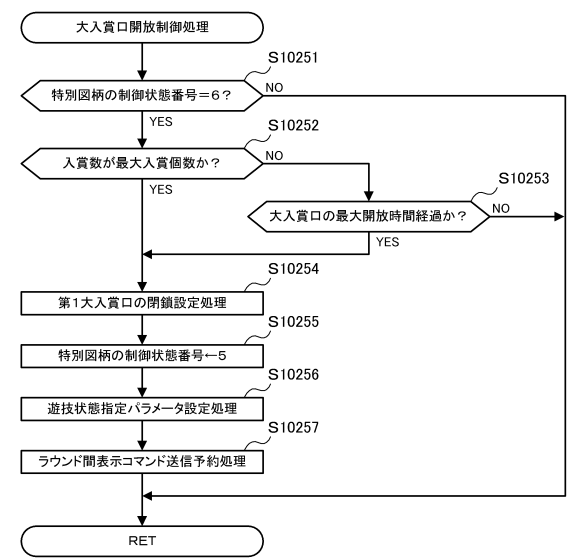 大入賞口開放制御処理
S10251
特別図柄の制御状態番号＝6？
NO
YES
S10252
入賞数が最大入賞個数か？
NO
YES
S10253
大入賞口の最大開放時間経過か？
NO
YES
S10254
第1大入賞口の閉鎖設定処理
S10255
特別図柄の制御状態番号←5
S10256
遊技状態指定パラメータ設定処理
S10257
ラウンド間表示コマンド送信予約処理
RET